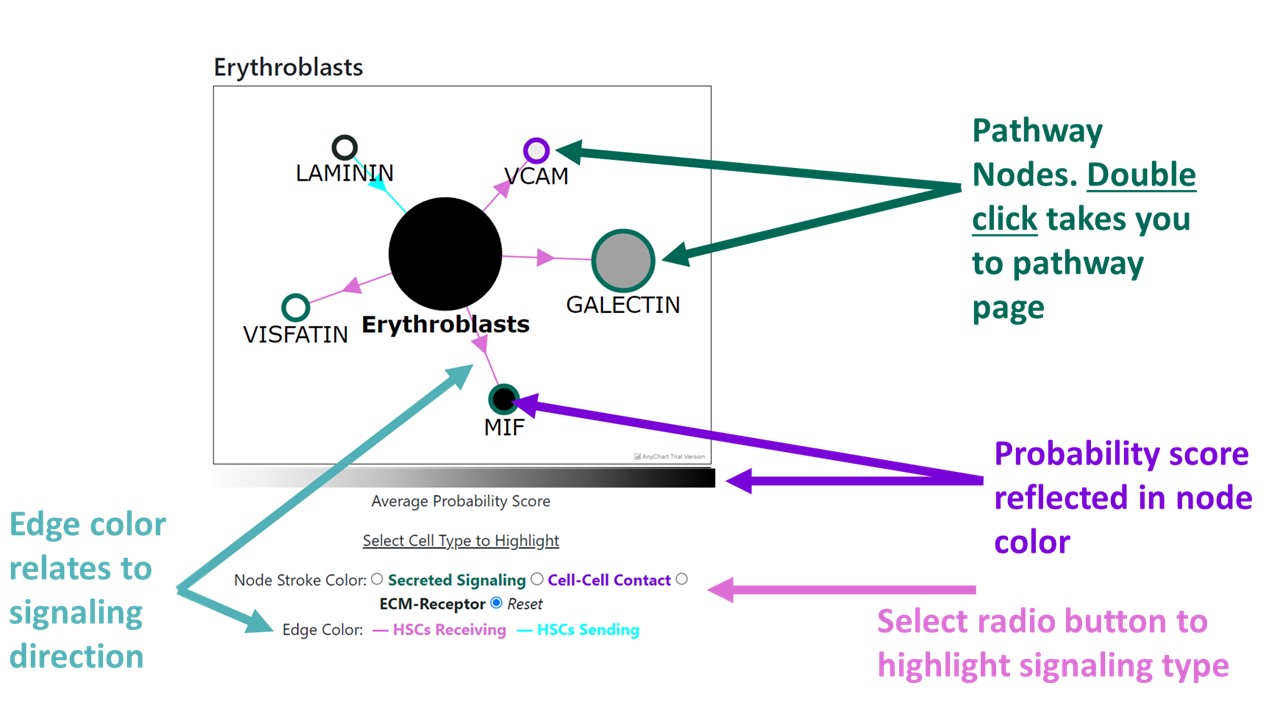 Erythroblasts
LAMININ
VCAM
GALECTIN
VISFATIN
Erythroblasts
MIF
AnyChart Trial Version
Average Probability Score
Select Cell Type to Highlight
Node Stroke Color: Secreted Signaling Cell-Cell Contact
ECM-Receptor Reset
Edge Color: — HSCs Receiving — HSCs Sending
Pathway
Nodes. Double
click takes you
to pathway
page
Probability score
reflected in node
color
Select radio button to
highlight signaling type
Edge color
relates to
signaling
direction